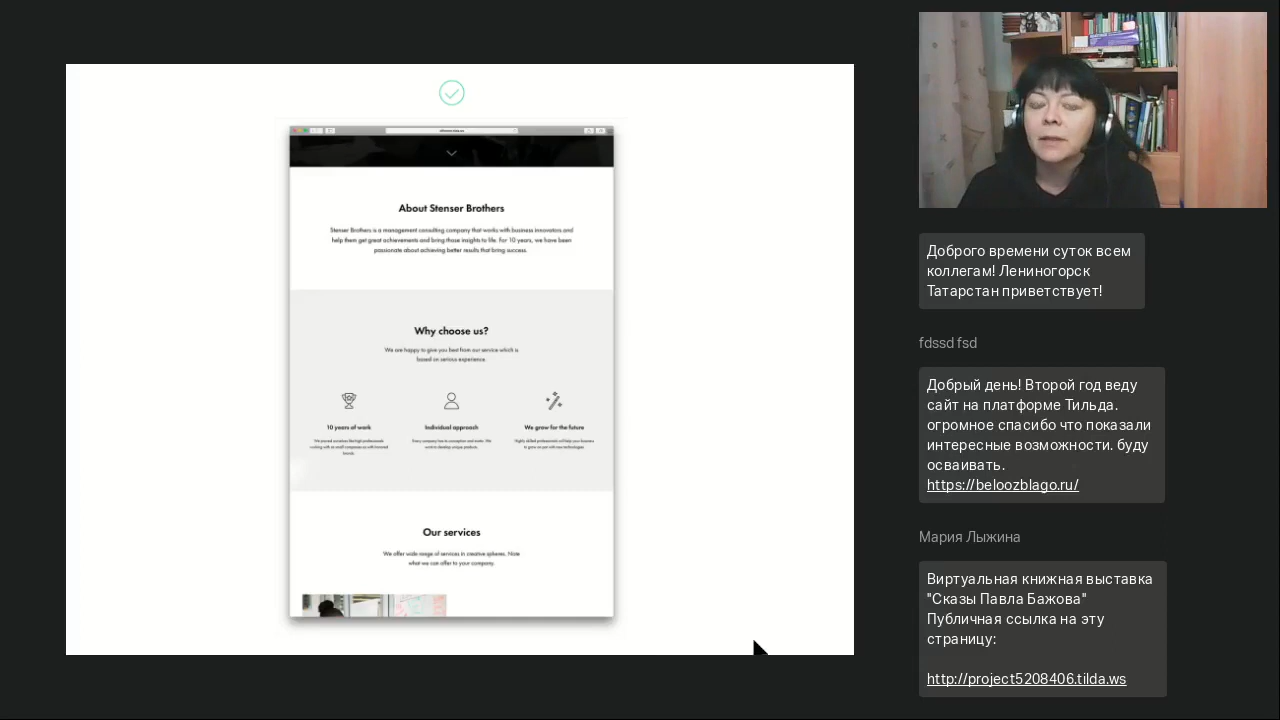 About Stenser Brothers
Stenser Brothers is a management consulting company that works with business innovators and
help them get great achievements and bring those insights to life. For 10 years, we have been
passionate about achieving better results that bring success.
Why choose us?
We are happy to give you best from our service which is
based on serious experience.
10 years of work
Individual approach
We grow for the future
Our services
We offer wide range of services in creative spheres. Note
what we can offer to your company.
Доброго времени суток всем
коллегам! Лениногорск
Татарстан приветствует!
fdssd fsd
Добрый день! Второй год веду
сайт на платформе Тильда.
огромное спасибо что показали
интересные возможности. буду
осваивать.
https://beloozblago.ru/
Мария Лыжина
Виртуальная книжная выставка
"Сказы Павла Бажова"
Публичная ссылка на эту
страницу:
http://project5208406.tilda.ws